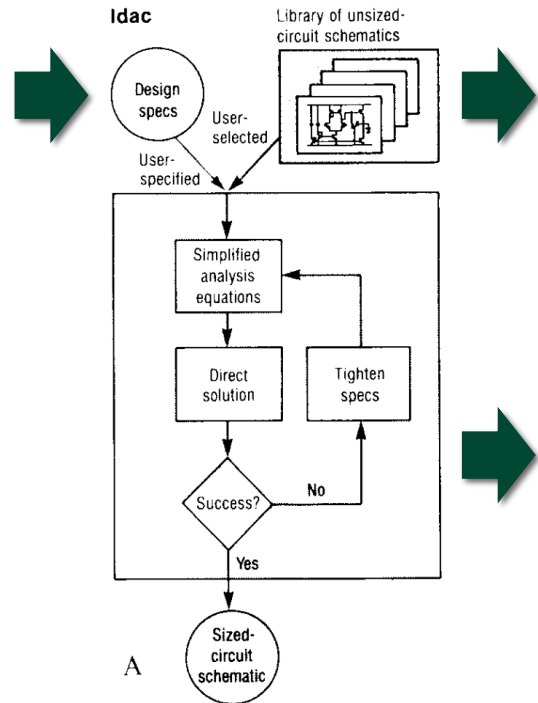 Idac
Library of unsized-
circuit schematics
Design
specs
User-
selected
User-
specified
Simplified
analysis
equations
Direct
solution
Tighten
specs
Success?
No
Yes
Sized-
circuit
schematic
A